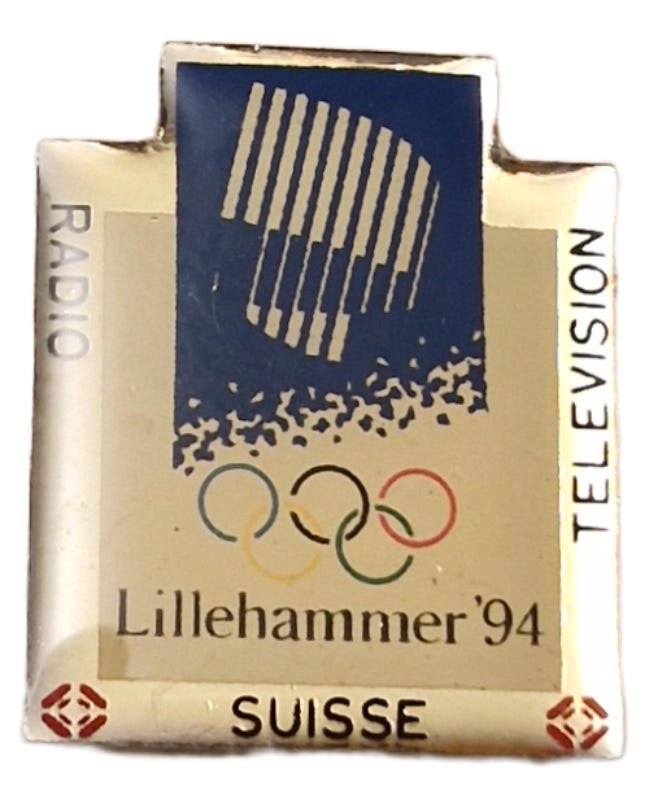 RADIO
TELEVISION
Lillehammer '94
SUISSE